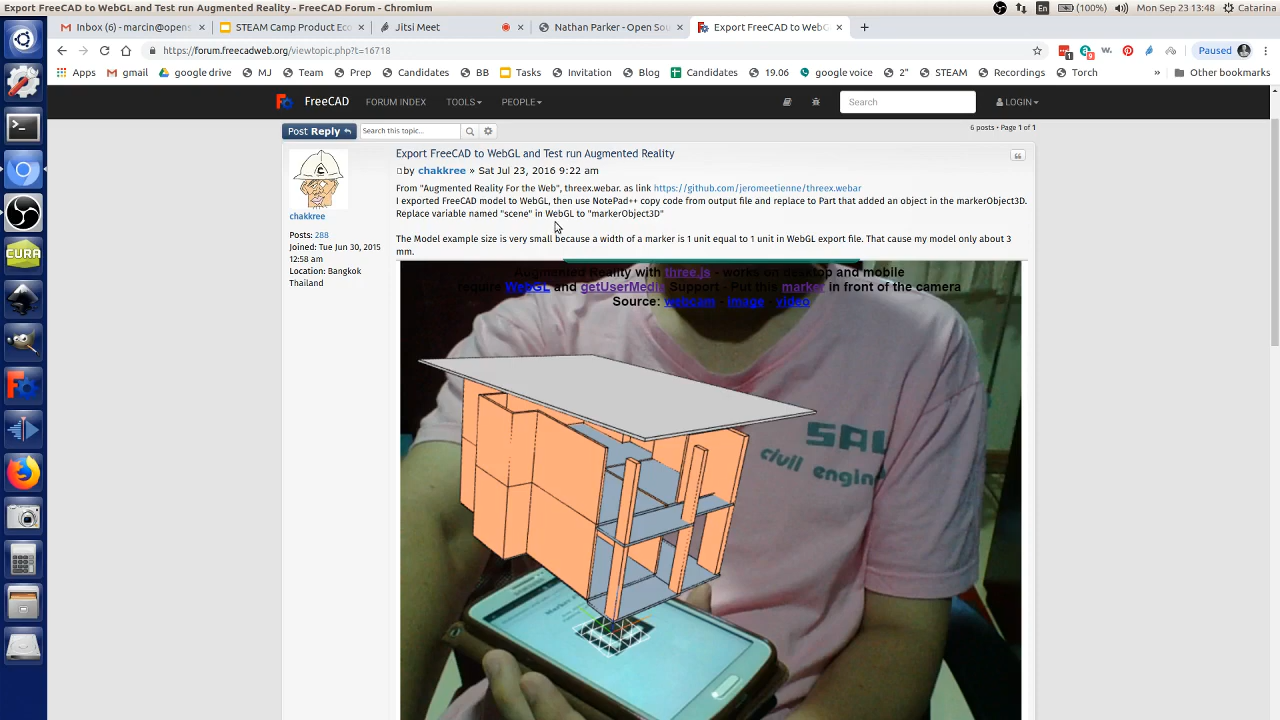 Export FreeCAD to WebGL and Test run Augmented Reality - FreeCAD Forum - Chromium
En (100%) Mon Sep 23 13:48 Catarina
Inbox (6) - marcin@opens
STEAM Camp Product Ec
Jitsi Meet
Nathan Parker - Open Sou
Export FreeCAD to WebGL
https://forum.freecadweb.org/viewtopic.php?t=16718
Paused
Apps gmail google drive MJ Team Prep Candidates BB Tasks Invitation Blog Candidates 19.06 google voice 2" STEAM Recordings Torch » Other bookmarks
FreeCAD FORUM INDEX TOOLS PEOPLE Search LOGIN
Post Reply Search this topic... 6 posts • Page 1 of 1
Export FreeCAD to WebGL and Test run Augmented Reality
by chakkree » Sat Jul 23, 2016 9:22 am
chakkree
Posts: 288
Joined: Tue Jun 30, 2015
12:58 am
Location: Bangkok
Thailand
From "Augmented Reality For the Web", threex.webar. as link https://github.com/jeromeetienne/threex.webar
I exported FreeCAD model to WebGL, then use NotePad++ copy code from output file and replace to Part that added an object in the markerObject3D.
Replace variable named "scene" in WebGL to "markerObject3D"
The Model example size is very small because a width of a marker is 1 unit equal to 1 unit in WebGL export file. That cause my model only about 3
mm.
Augmented Reality with three.js - works on desktop and mobile
require WebGL and getUserMedia Support - Put this marker in front of the camera
Source: webcam - image - video
SAL
civil engine
CURA